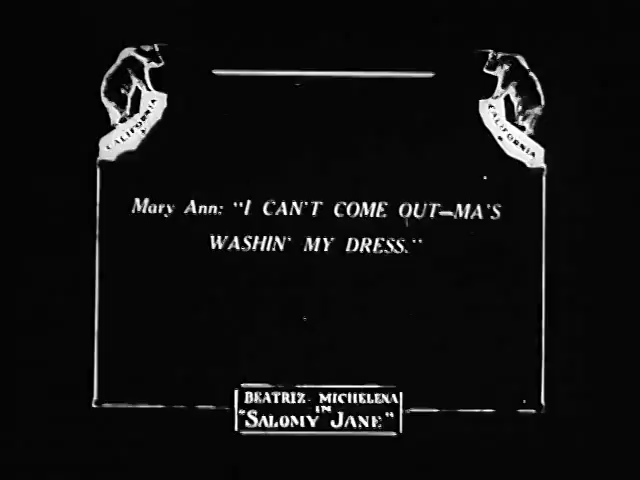 CALIFORNIA
CALIFORNIA
Mary Ann: "I CAN'T COME OUT—MA'S
WASHIN' MY DRESS."
BEATRIZ MICHELENA
IN
"SALOMY JANE"